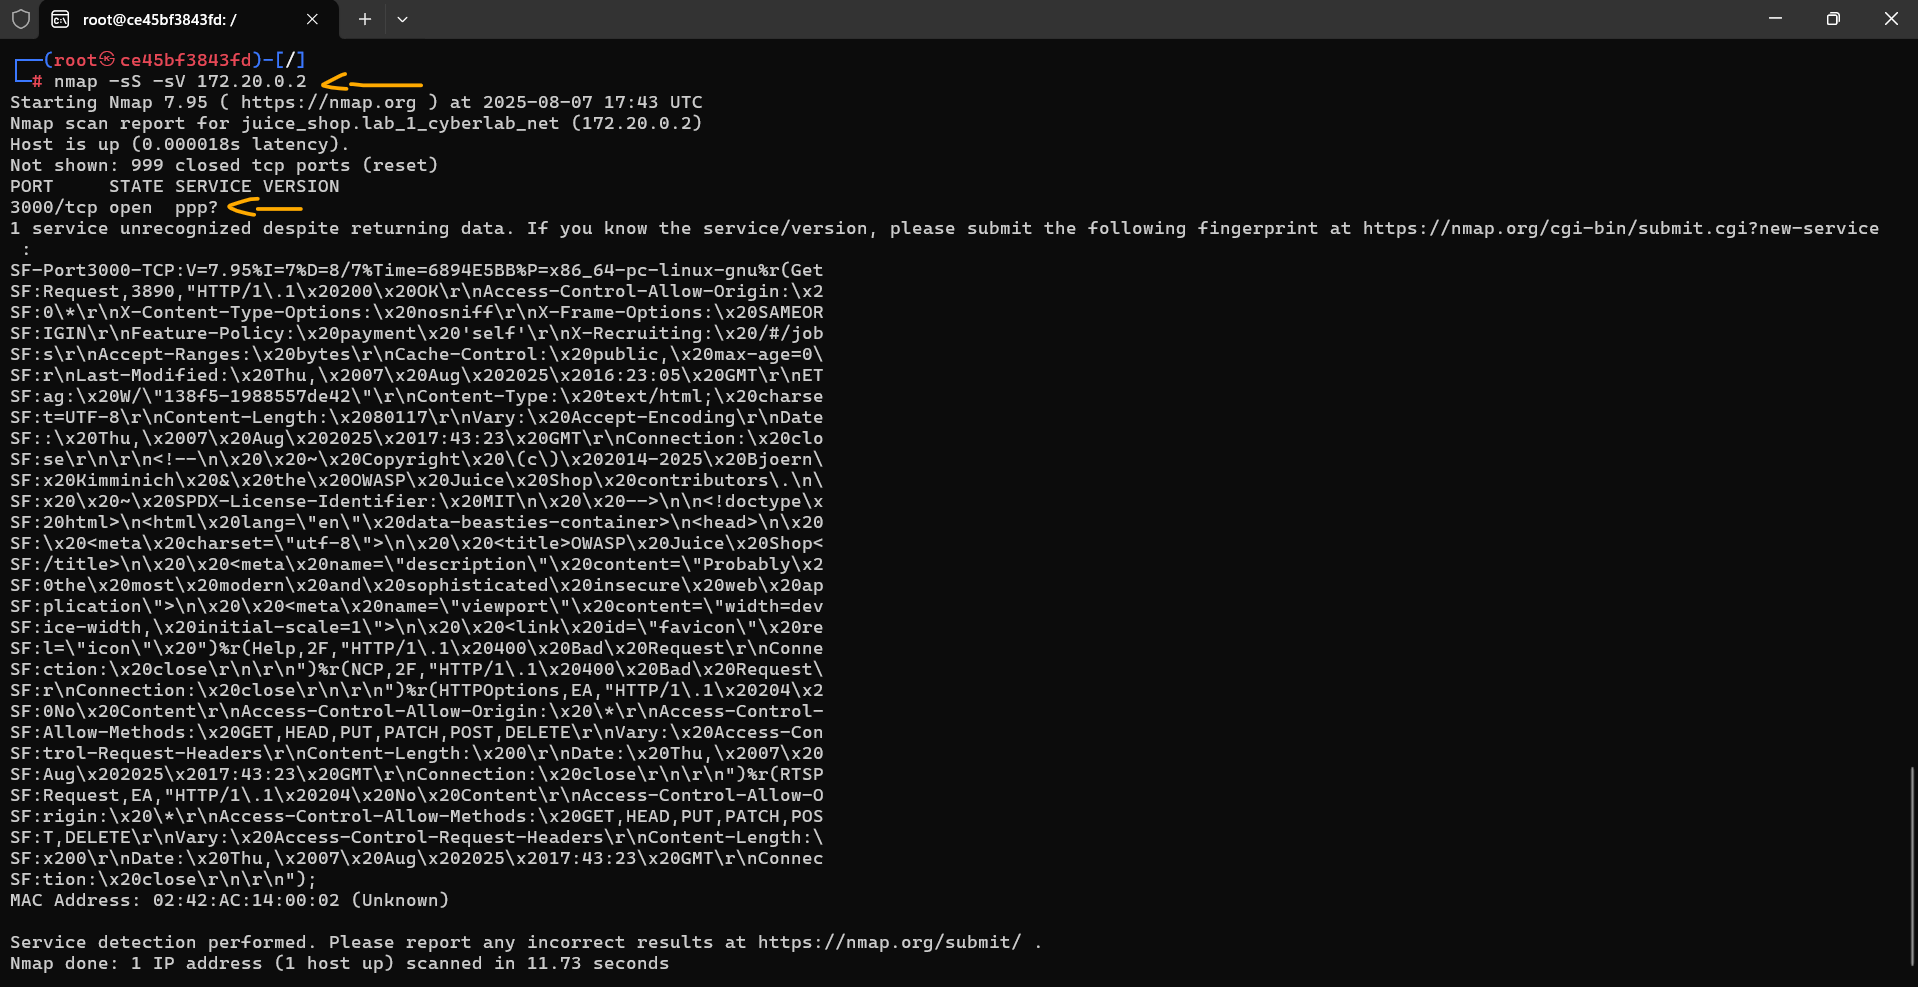 root@ce45bf3843fd: /
(root㉿ce45bf3843fd)-[/]
# nmap -sS -sV 172.20.0.2
Starting Nmap 7.95 ( https://nmap.org ) at 2025-08-07 17:43 UTC
Nmap scan report for juice_shop.lab_1_cyberlab_net (172.20.0.2)
Host is up (0.000018s latency).
Not shown: 999 closed tcp ports (reset)
PORT     STATE SERVICE VERSION
3000/tcp open  ppp?
1 service unrecognized despite returning data. If you know the service/version, please submit the following fingerprint at https://nmap.org/cgi-bin/submit.cgi?new-service
 :
SF-Port3000-TCP:V=7.95%I=7%D=8/7%Time=6894E5BB%P=x86_64-pc-linux-gnu%r(Get
SF:Request,3890,"HTTP/1\.1\x20200\x20OK\r\nAccess-Control-Allow-Origin:\x2
SF:0\*\r\nX-Content-Type-Options:\x20nosniff\r\nX-Frame-Options:\x20SAMEOR
SF:IGIN\r\nFeature-Policy:\x20payment\x20'self'\r\nX-Recruiting:\x20/#/job
SF:s\r\nAccept-Ranges:\x20bytes\r\nCache-Control:\x20public,\x20max-age=0\
SF:r\nLast-Modified:\x20Thu,\x2007\x20Aug\x202025\x2016:23:05\x20GMT\r\nET
SF:ag:\x20W/\"138f5-1988557de42\"\r\nContent-Type:\x20text/html;\x20charse
SF:t=UTF-8\r\nContent-Length:\x2080117\r\nVary:\x20Accept-Encoding\r\nDate
SF::\x20Thu,\x2007\x20Aug\x202025\x2017:43:23\x20GMT\r\nConnection:\x20clo
SF:se\r\n\r\n<!--\n\x20\x20~\x20Copyright\x20\(c\)\x202014-2025\x20Bjoern\
SF:x20Kimminich\x20&\x20the\x20OWASP\x20Juice\x20Shop\x20contributors\.\n\
SF:x20\x20~\x20SPDX-License-Identifier:\x20MIT\n\x20\x20-->\n\n<!doctype\x
SF:20html>\n<html\x20lang=\"en\"\x20data-beasties-container>\n<head>\n\x20
SF:\x20<meta\x20charset=\"utf-8\">\n\x20\x20<title>OWASP\x20Juice\x20Shop<
SF:/title>\n\x20\x20<meta\x20name=\"description\"\x20content=\"Probably\x2
SF:0the\x20most\x20modern\x20and\x20sophisticated\x20insecure\x20web\x20ap
SF:plication\">\n\x20\x20<meta\x20name=\"viewport\"\x20content=\"width=dev
SF:ice-width,\x20initial-scale=1\">\n\x20\x20<link\x20id=\"favicon\"\x20re
SF:l=\"icon\"\x20")%r(Help,2F,"HTTP/1\.1\x20400\x20Bad\x20Request\r\nConne
SF:ction:\x20close\r\n\r\n")%r(NCP,2F,"HTTP/1\.1\x20400\x20Bad\x20Request\
SF:r\nConnection:\x20close\r\n\r\n")%r(HTTPOptions,EA,"HTTP/1\.1\x20204\x2
SF:0No\x20Content\r\nAccess-Control-Allow-Origin:\x20\*\r\nAccess-Control-
SF:Allow-Methods:\x20GET,HEAD,PUT,PATCH,POST,DELETE\r\nVary:\x20Access-Con
SF:trol-Request-Headers\r\nContent-Length:\x200\r\nDate:\x20Thu,\x2007\x20
SF:Aug\x202025\x2017:43:23\x20GMT\r\nConnection:\x20close\r\n\r\n")%r(RTSP
SF:Request,EA,"HTTP/1\.1\x20204\x20No\x20Content\r\nAccess-Control-Allow-O
SF:rigin:\x20\*\r\nAccess-Control-Allow-Methods:\x20GET,HEAD,PUT,PATCH,POS
SF:T,DELETE\r\nVary:\x20Access-Control-Request-Headers\r\nContent-Length:\
SF:x200\r\nDate:\x20Thu,\x2007\x20Aug\x202025\x2017:43:23\x20GMT\r\nConnec
SF:tion:\x20close\r\n\r\n");
MAC Address: 02:42:AC:14:00:02 (Unknown)
Service detection performed. Please report any incorrect results at https://nmap.org/submit/ .
Nmap done: 1 IP address (1 host up) scanned in 11.73 seconds